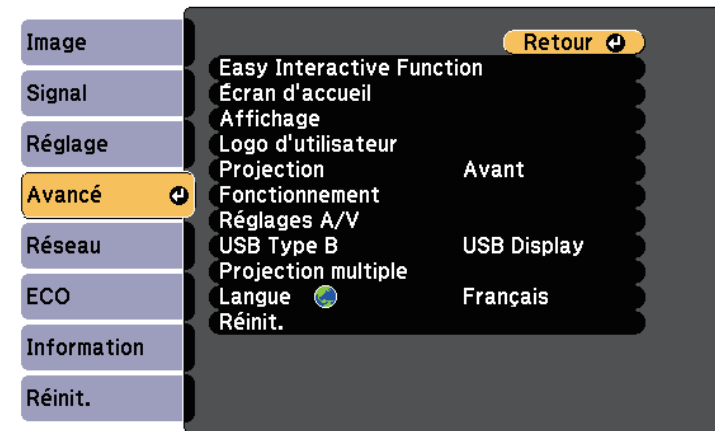 Image
Signal
Réglage
Avancé
Réseau
ECO
Information
Réinit.
Retour
Easy Interactive Function
Écran d'accueil
Affichage
Logo d'utilisateur
Projection Avant
Fonctionnement
Réglages A/V
USB Type B USB Display
Projection multiple
Langue Français
Réinit.